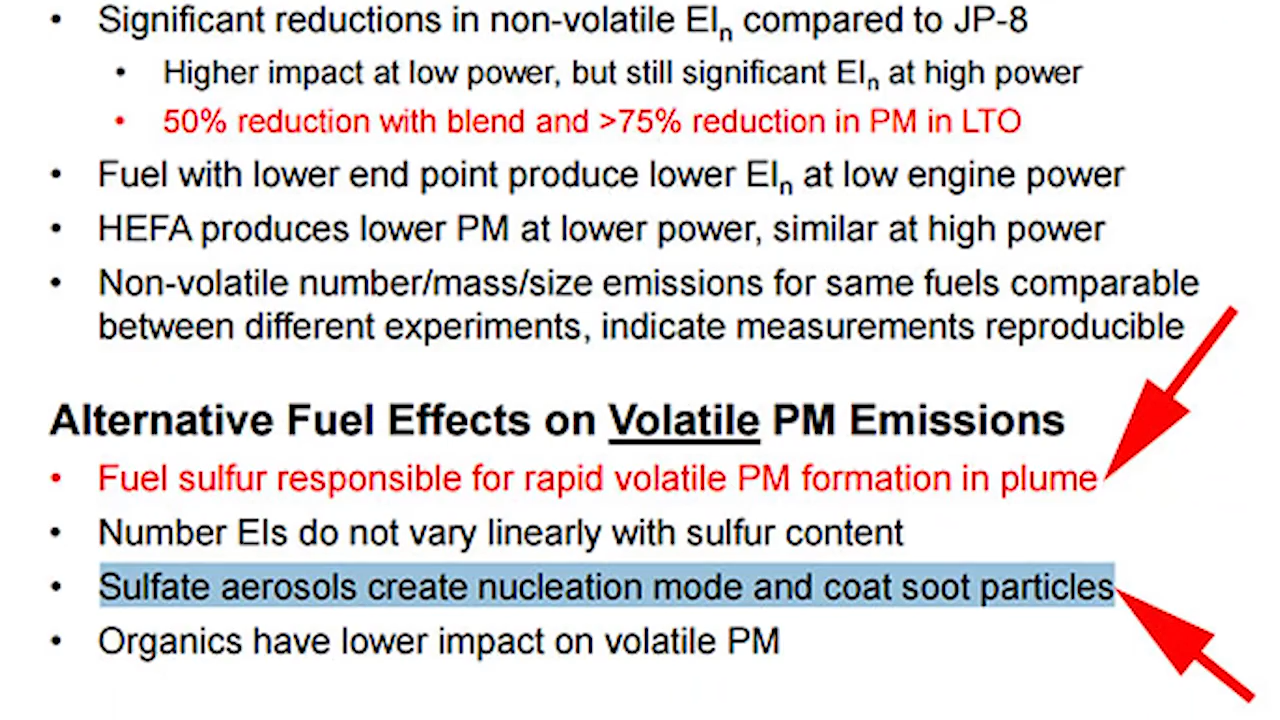 • Significant reductions in non-volatile EIn compared to JP-8
• Higher impact at low power, but still significant EIn at high power
• 50% reduction with blend and >75% reduction in PM in LTO
• Fuel with lower end point produce lower EIn at low engine power
• HEFA produces lower PM at lower power, similar at high power
• Non-volatile number/mass/size emissions for same fuels comparable
between different experiments, indicate measurements reproducible
Alternative Fuel Effects on Volatile PM Emissions
• Fuel sulfur responsible for rapid volatile PM formation in plume
• Number EIs do not vary linearly with sulfur content
• Sulfate aerosols create nucleation mode and coat soot particles
• Organics have lower impact on volatile PM